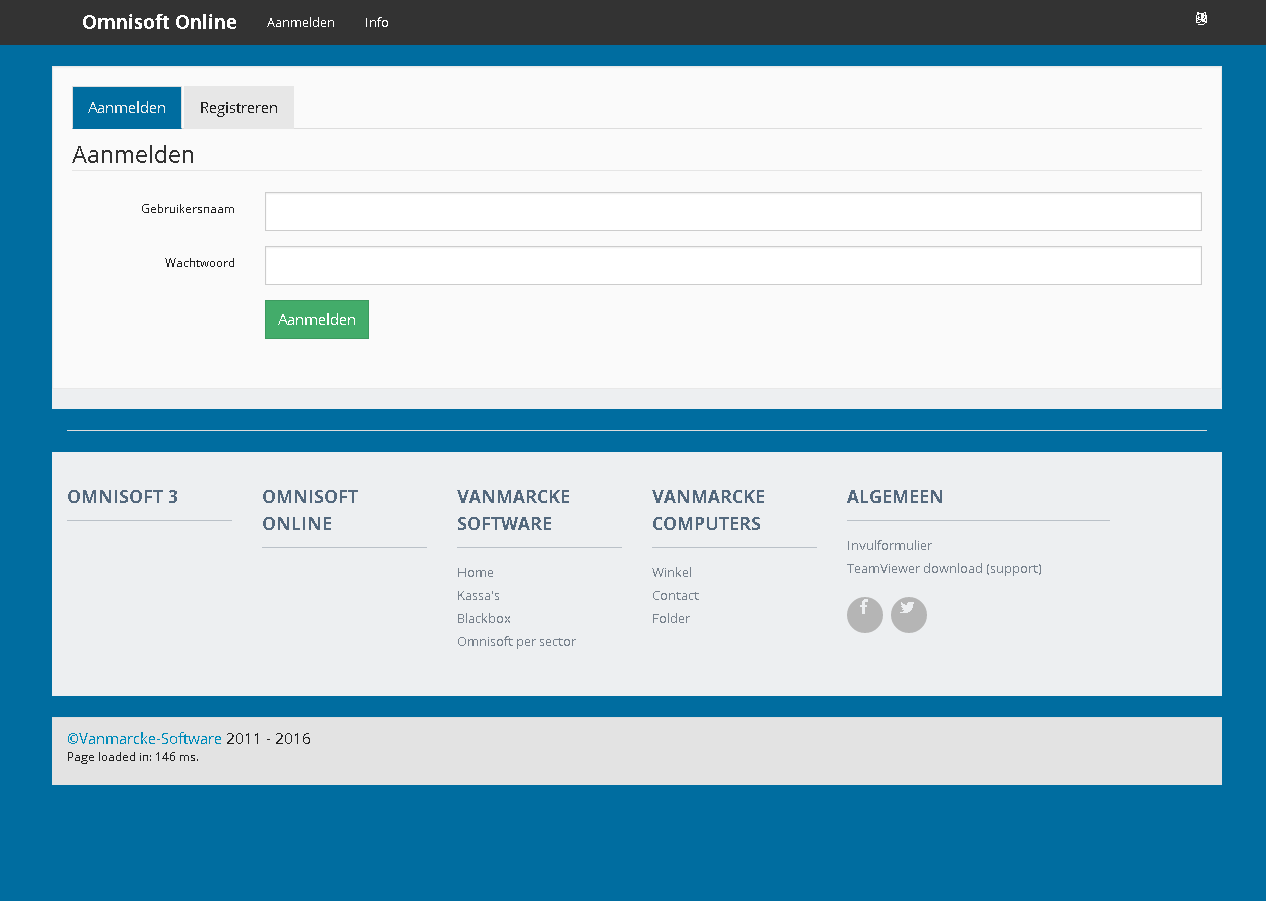 Omnisoft Online Aanmelden Info
Aanmelden Registreren
Aanmelden
Gebruikersnaam
Wachtwoord
Aanmelden
OMNISOFT 3
OMNISOFT
ONLINE
VANMARCKE
SOFTWARE
Home
Kassa's
Blackbox
Omnisoft per sector
VANMARCKE
COMPUTERS
Winkel
Contact
Folder
ALGEMEEN
Invulformulier
TeamViewer download (support)
©Vanmarcke-Software 2011 - 2016
Page loaded in: 146 ms.